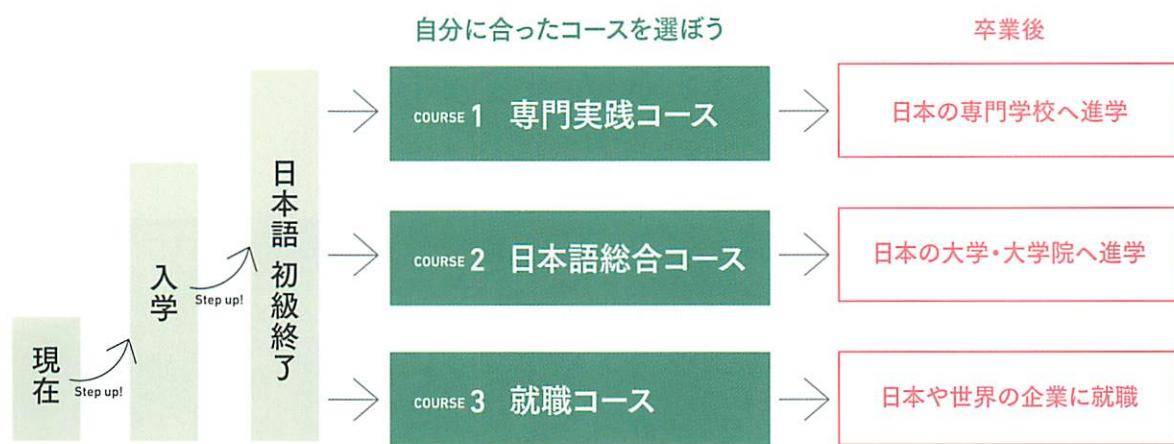 自分に合ったコースを選ぼう
卒業後
現在
Step up!
入学
Step up!
日本語 初級終了
COURSE 1 専門実践コース
日本の専門学校へ進学
COURSE 2 日本語総合コース
日本の大学・大学院へ進学
COURSE 3 就職コース
日本や世界の企業に就職